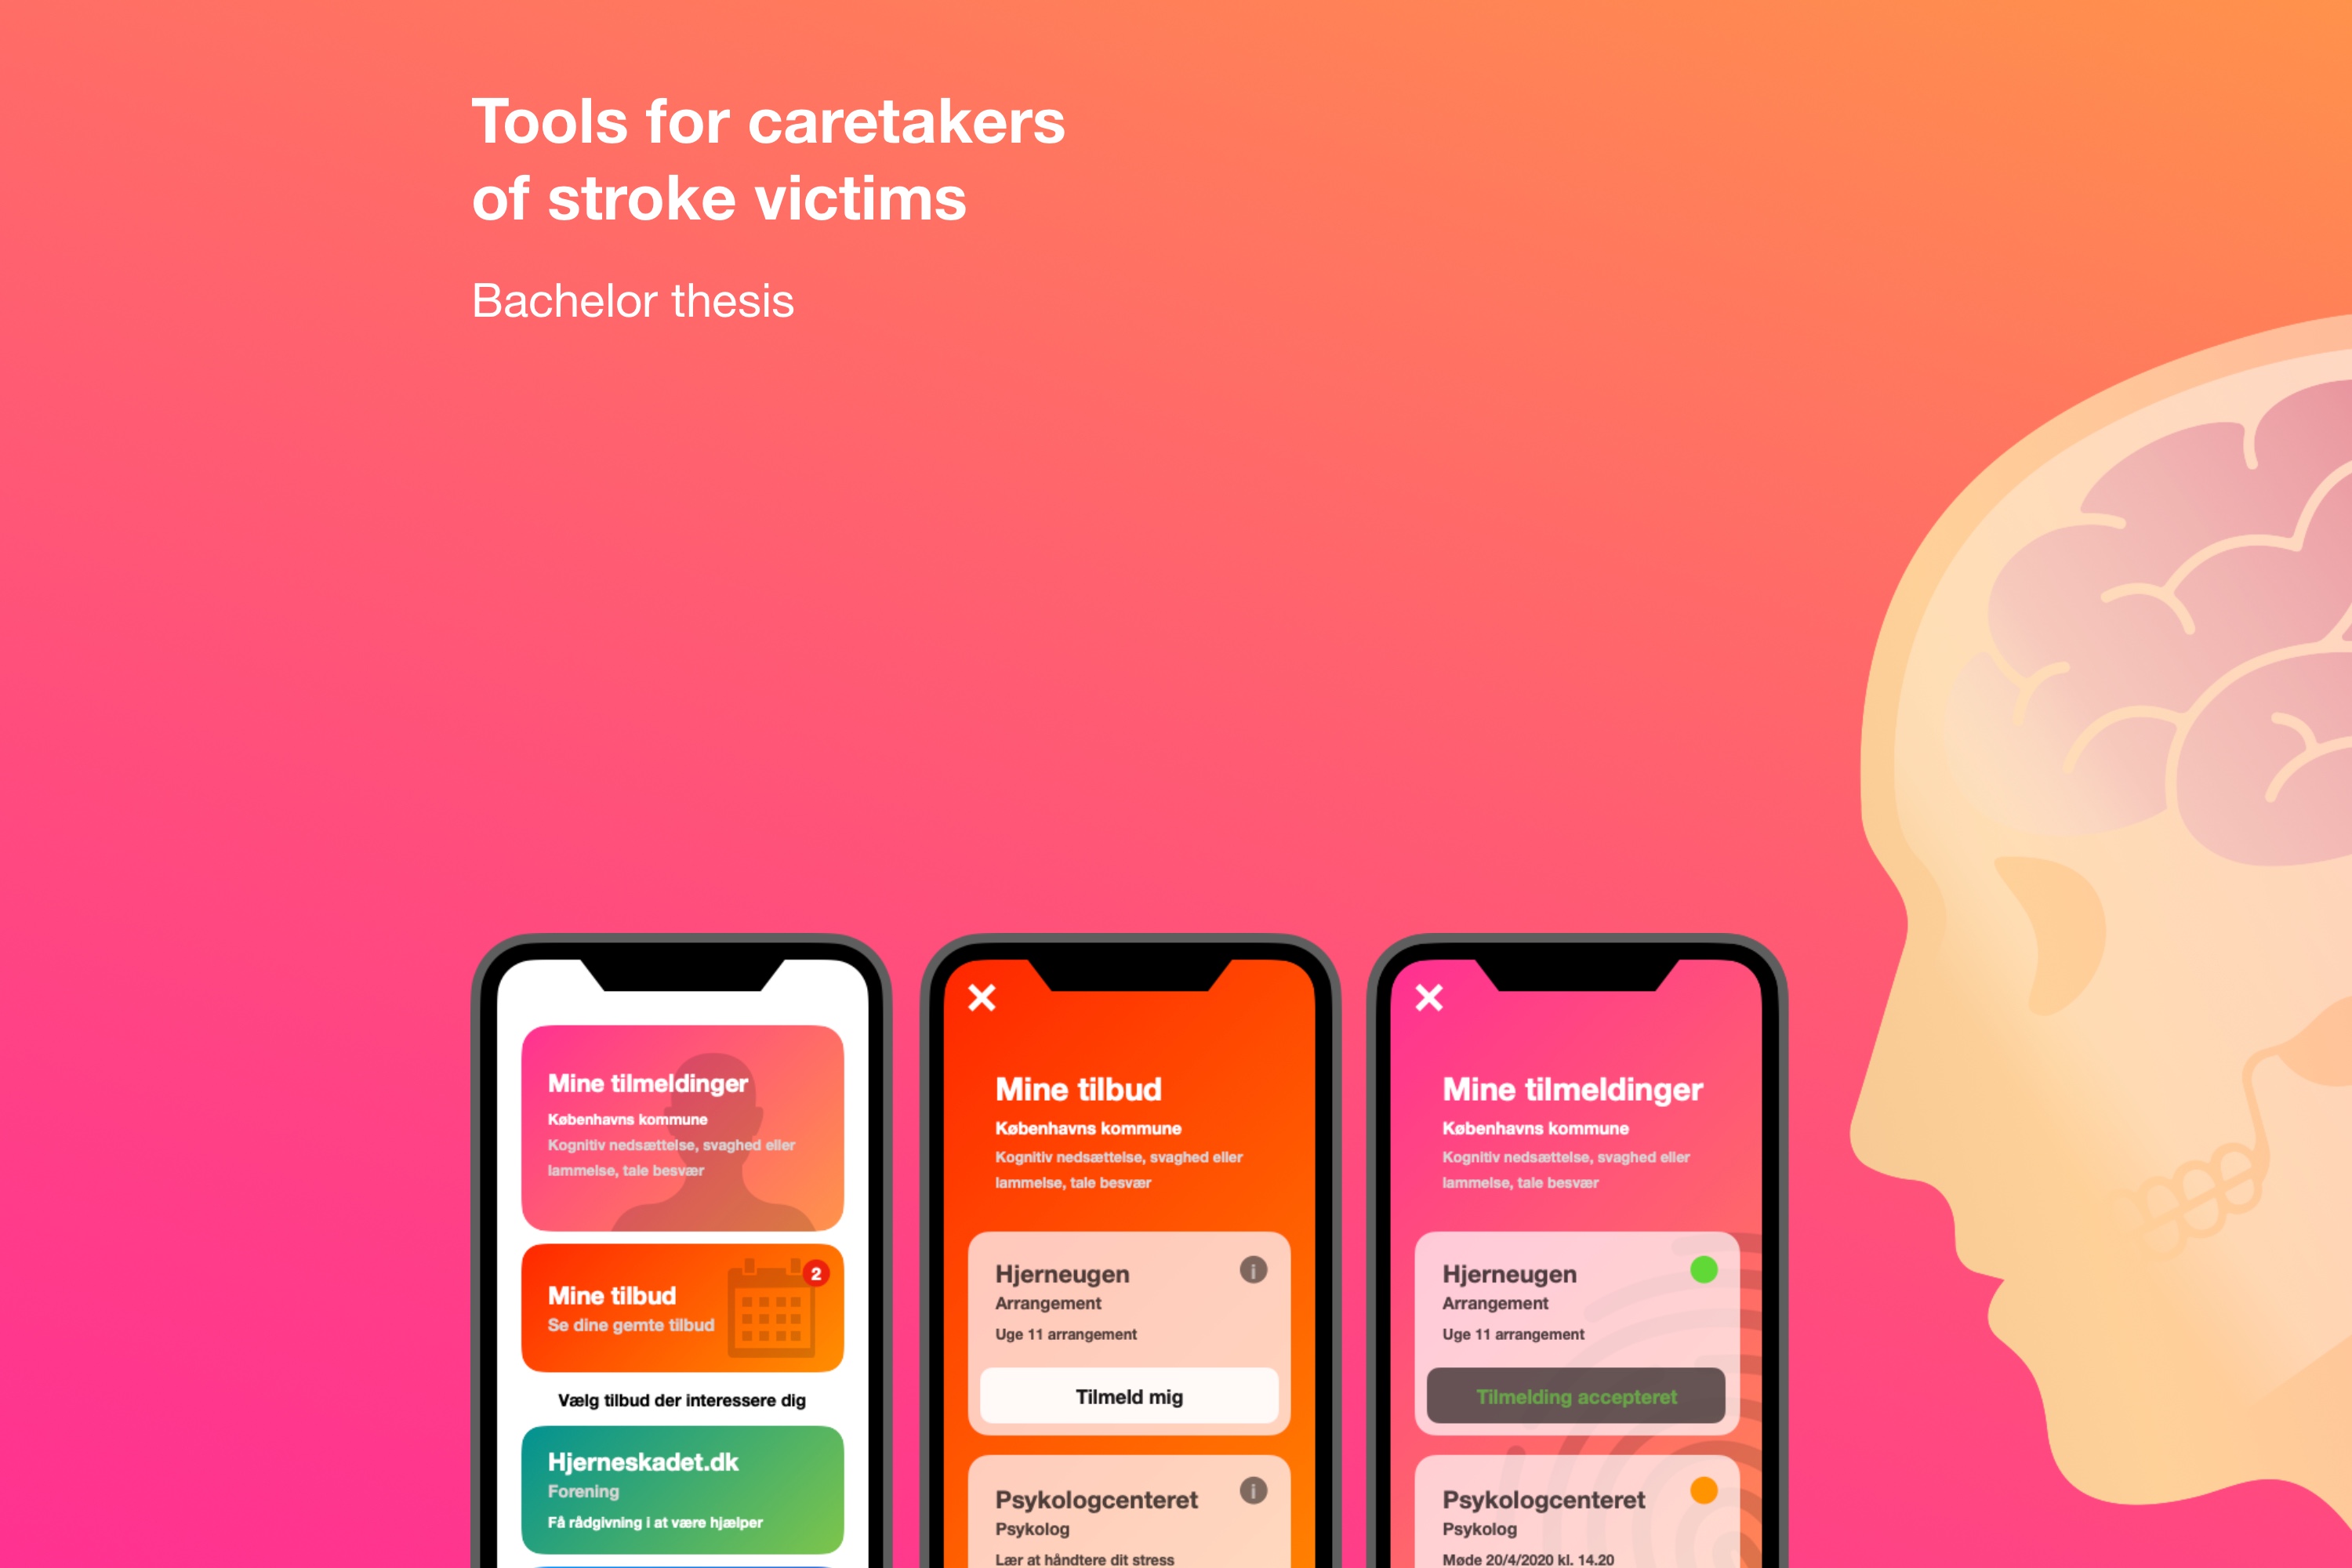 Tools for caretakers
of stroke victims
Bachelor thesis
Mine tilmeldinger
Københavns kommune
Kognitiv nedsættelse, svaghed eller
lammelse, tale besvær
Mine tilbud
Se dine gemte tilbud
2
Vælg tilbud der interessere dig
Hjerneskadet.dk
Forening
Få rådgivning i at være hjælper
Mine tilbud
Københavns kommune
Kognitiv nedsættelse, svaghed eller
lammelse, tale besvær
Hjerneugen
i
Arrangement
Uge 11 arrangement
Tilmeld mig
Psykologcenteret
i
Psykolog
Lær at håndtere dit stress
Mine tilmeldinger
Københavns kommune
Kognitiv nedsættelse, svaghed eller
lammelse, tale besvær
Hjerneugen
Arrangement
Uge 11 arrangement
Tilmelding accepteret
Psykologcenteret
Psykolog
Møde 20/4/2020 kl. 14.20